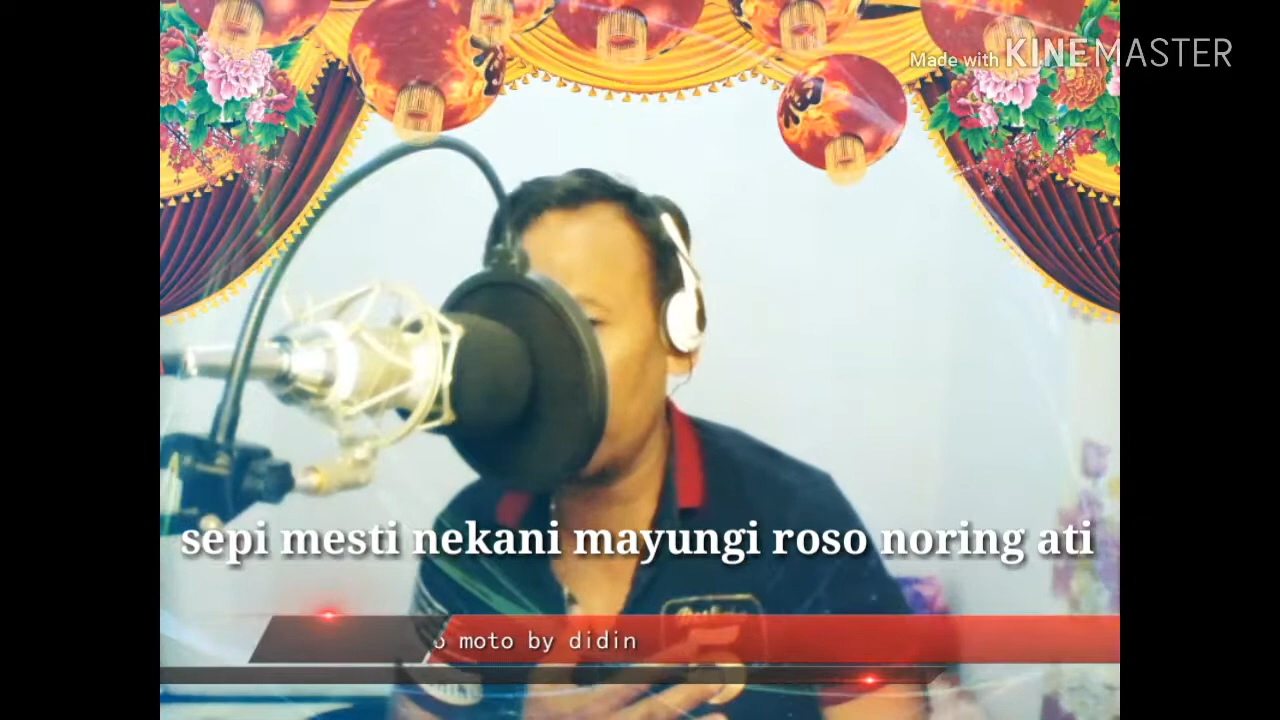 Made with KINEMASTER
sepi mesti nekani mayungi roso noring ati
o moto by didin